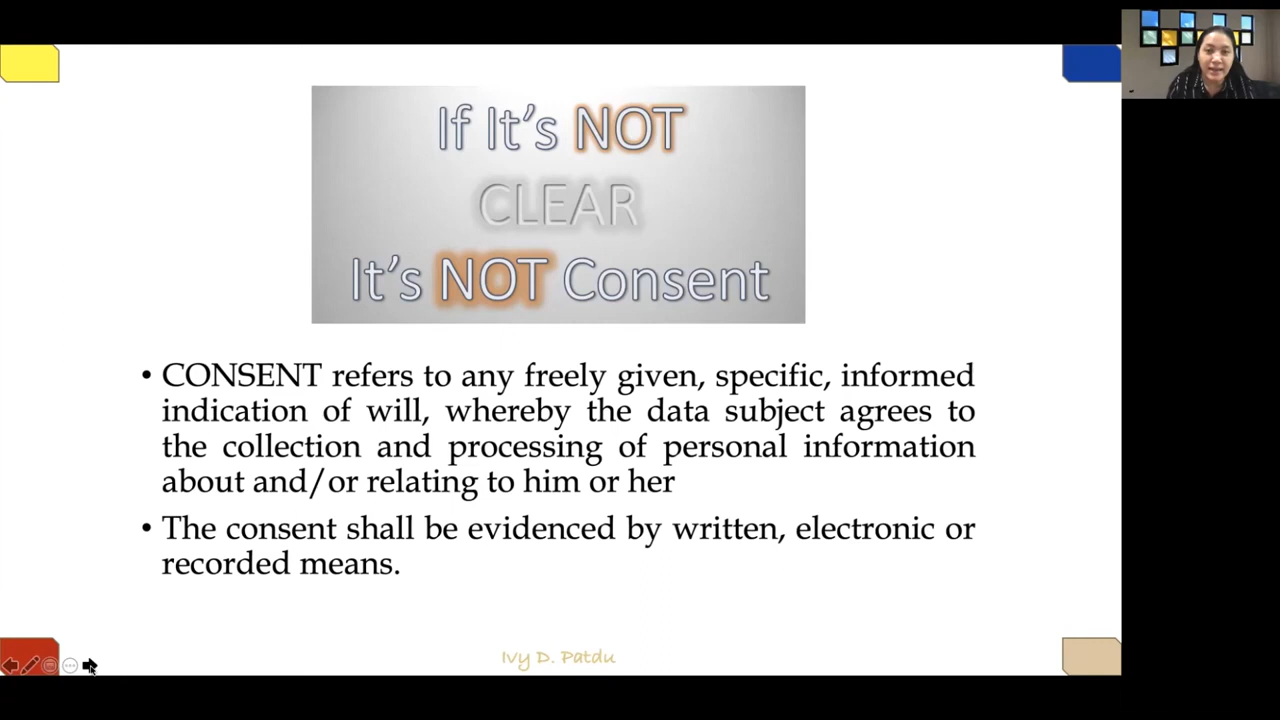 If It’s NOT
CLEAR
It’s NOT Consent
• CONSENT refers to any freely given, specific, informed
indication of will, whereby the data subject agrees to
the collection and processing of personal information
about and/or relating to him or her
• The consent shall be evidenced by written, electronic or
recorded means.
Ivy D. Patdu